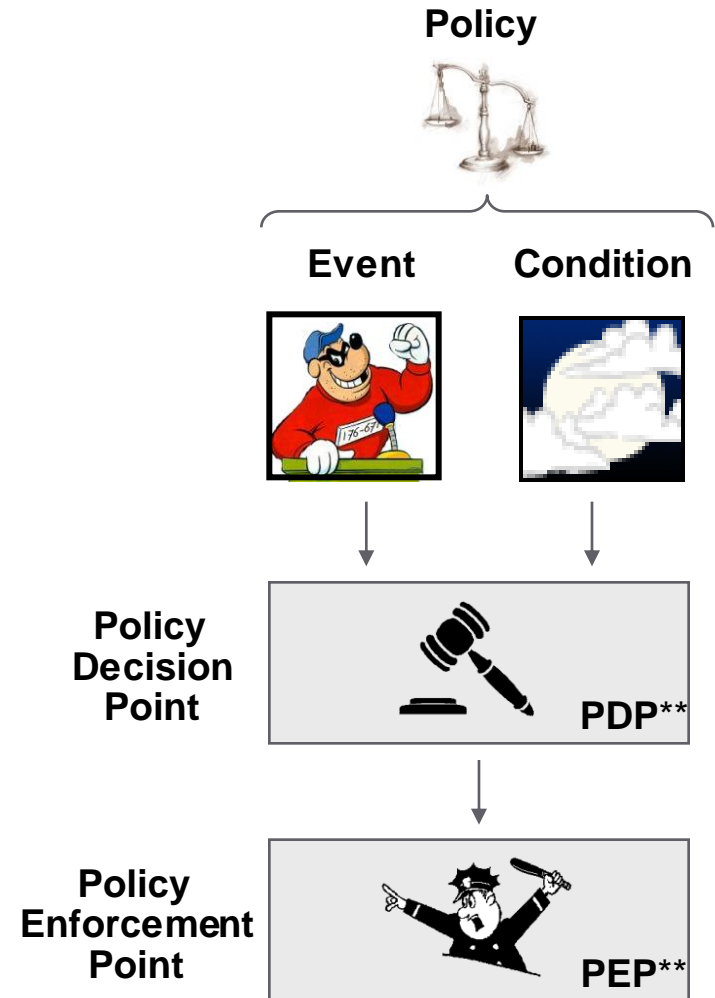 Policy
Event Condition
176-67
Policy
Decision
Point
PDP**
Policy
Enforcement
Point
PEP**